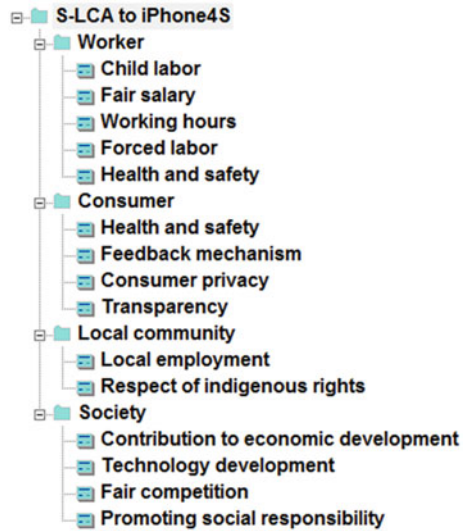 S-LCA to iPhone4S
Worker
Child labor
Fair salary
Working hours
Forced labor
Health and safety
Consumer
Health and safety
Feedback mechanism
Consumer privacy
Transparency
Local community
Local employment
Respect of indigenous rights
Society
Contribution to economic development
Technology development
Fair competition
Promoting social responsibility